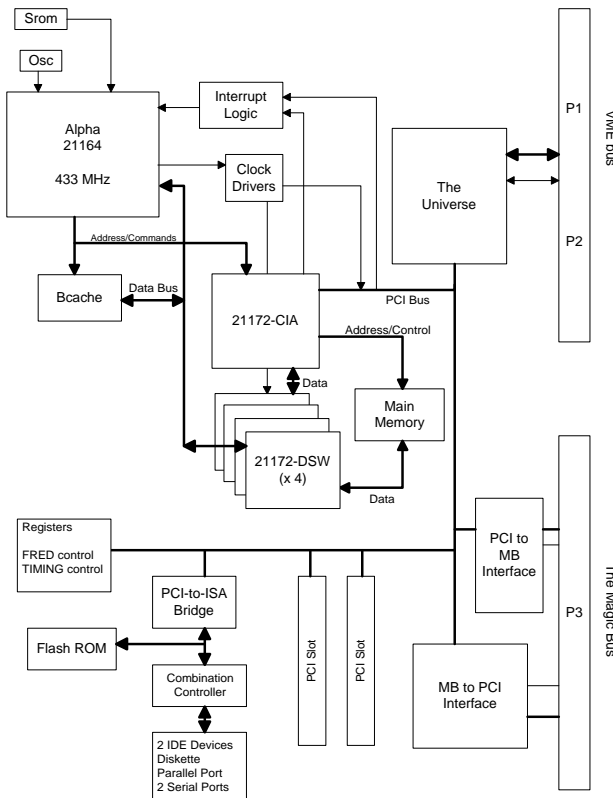 Srom
Osc
Alpha
21164
433 MHz
Interrupt
Logic
Clock
Drivers
The
Universe
P1
P2
VME Bus
Address/Commands
Bcache
Data Bus
21172-CIA
PCI Bus
Address/Control
Data
Main
Memory
21172-DSW
(x 4)
Data
Registers
FRED control
TIMING control
PCI-to-ISA
Bridge
Flash ROM
Combination
Controller
2 IDE Devices
Diskette
Parallel Port
2 Serial Ports
PCI Slot
PCI Slot
PCI to
MB
Interface
MB to PCI
Interface
P3
The Magic Bus